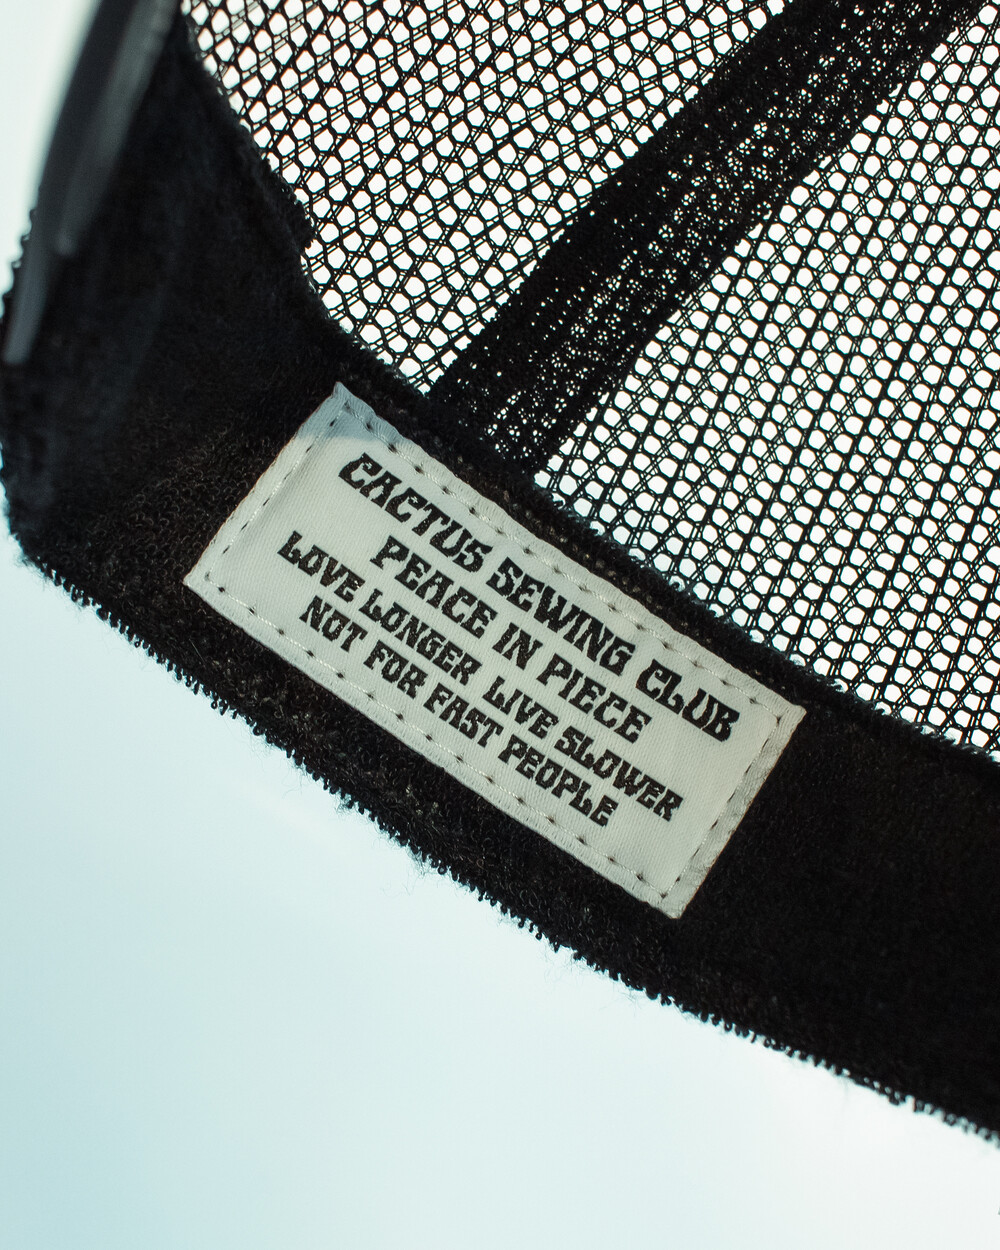 CACTUS SEWING CLUB
PEACE IN PIECE
LOVE LONGER LIVE SLOWER
NOT FOR FAST PEOPLE